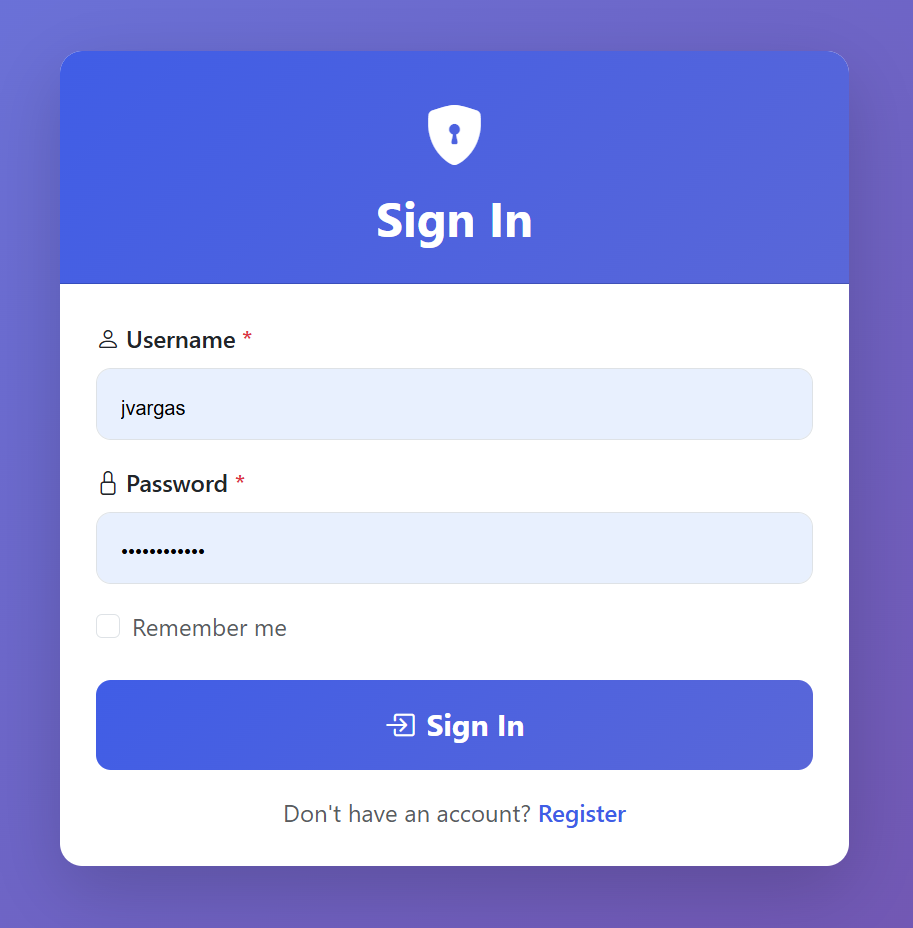 Sign In
Username *
jvargas
Password *
••••••••••••
Remember me
Sign In
Don't have an account? Register